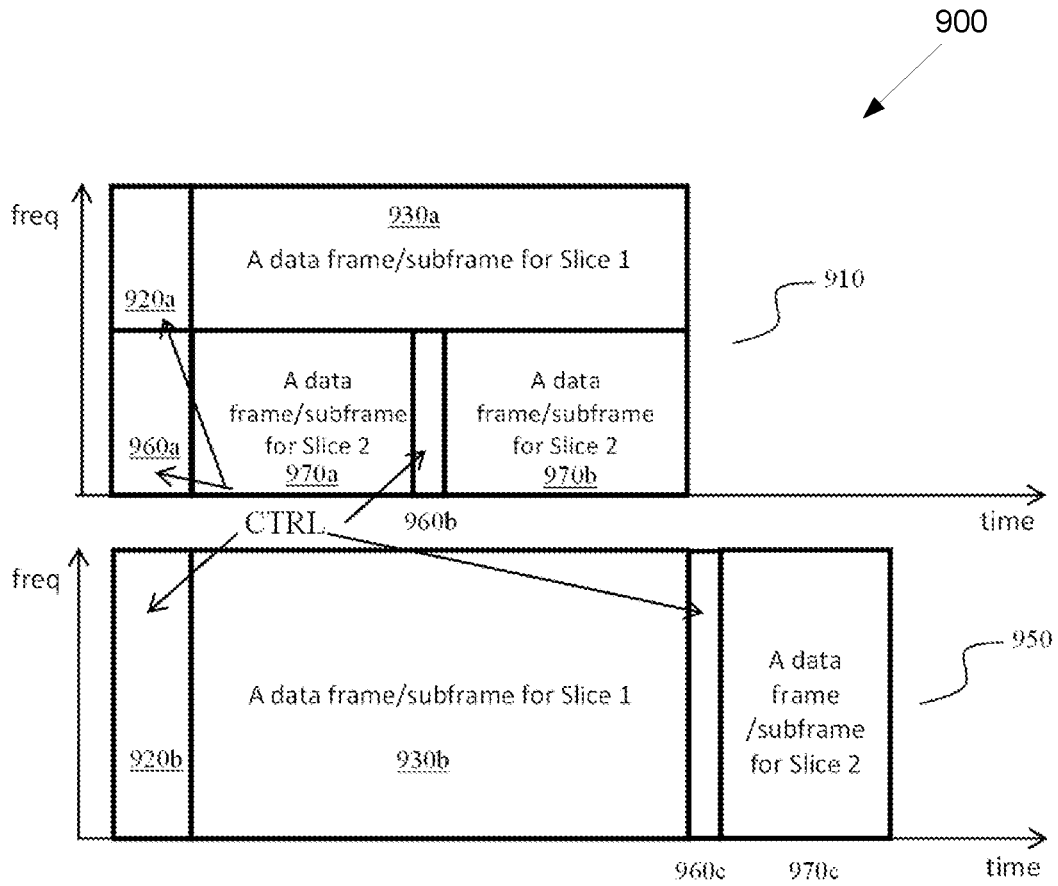 900
freq
930a
A data frame/subframe for Slice 1
920a
910
A data
frame/subframe
for Slice 2
970a
A data
frame/subframe
for Slice 2
970b
960a
CTRL
960b
time
freq
A data frame/subframe for Slice 1
920b
930b
A data
frame
/subframe
for Slice 2
950
960c
970c
time